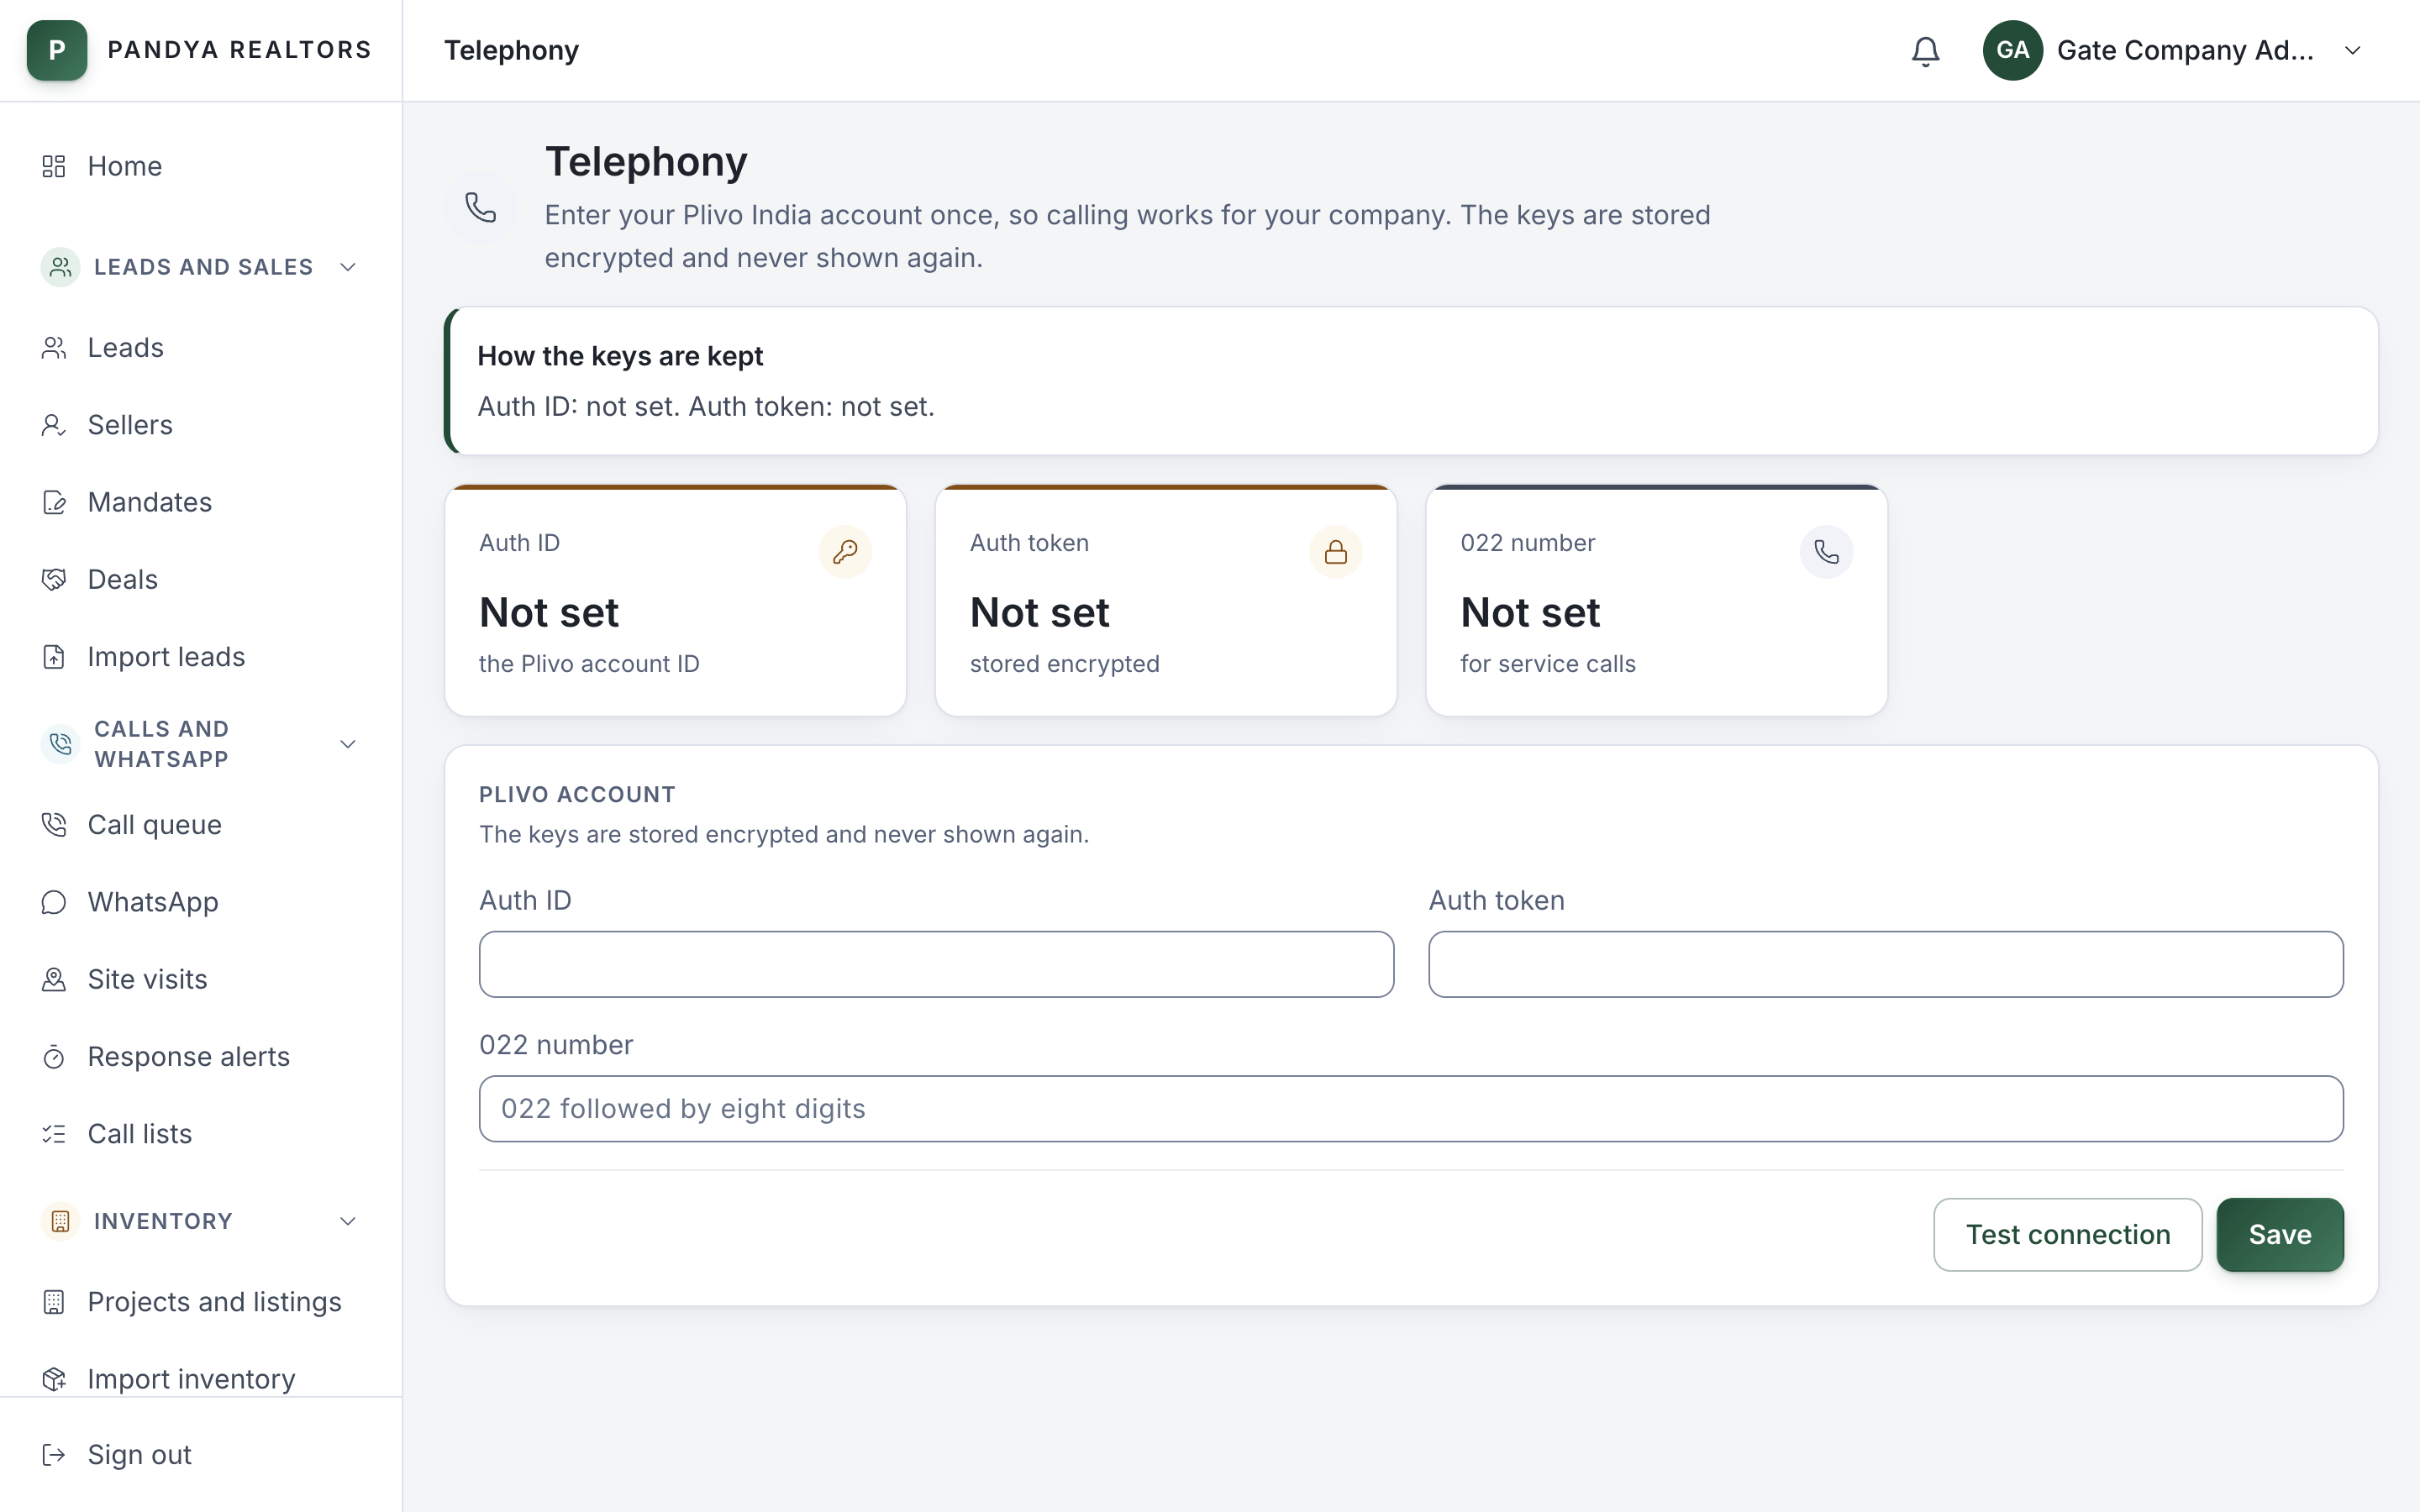 P PANDYA REALTORS
Home
LEADS AND SALES
Leads
Sellers
Mandates
Deals
Import leads
CALLS AND
WHATSAPP
Call queue
WhatsApp
Site visits
Response alerts
Call lists
INVENTORY
Projects and listings
Import inventory
Sign out
Telephony
GA Gate Company Ad...
Telephony
Enter your Plivo India account once, so calling works for your company. The keys are stored
encrypted and never shown again.
How the keys are kept
Auth ID: not set. Auth token: not set.
Auth ID
Not set
the Plivo account ID
Auth token
Not set
stored encrypted
022 number
Not set
for service calls
PLIVO ACCOUNT
The keys are stored encrypted and never shown again.
Auth ID
Auth token
022 number
022 followed by eight digits
Test connection
Save